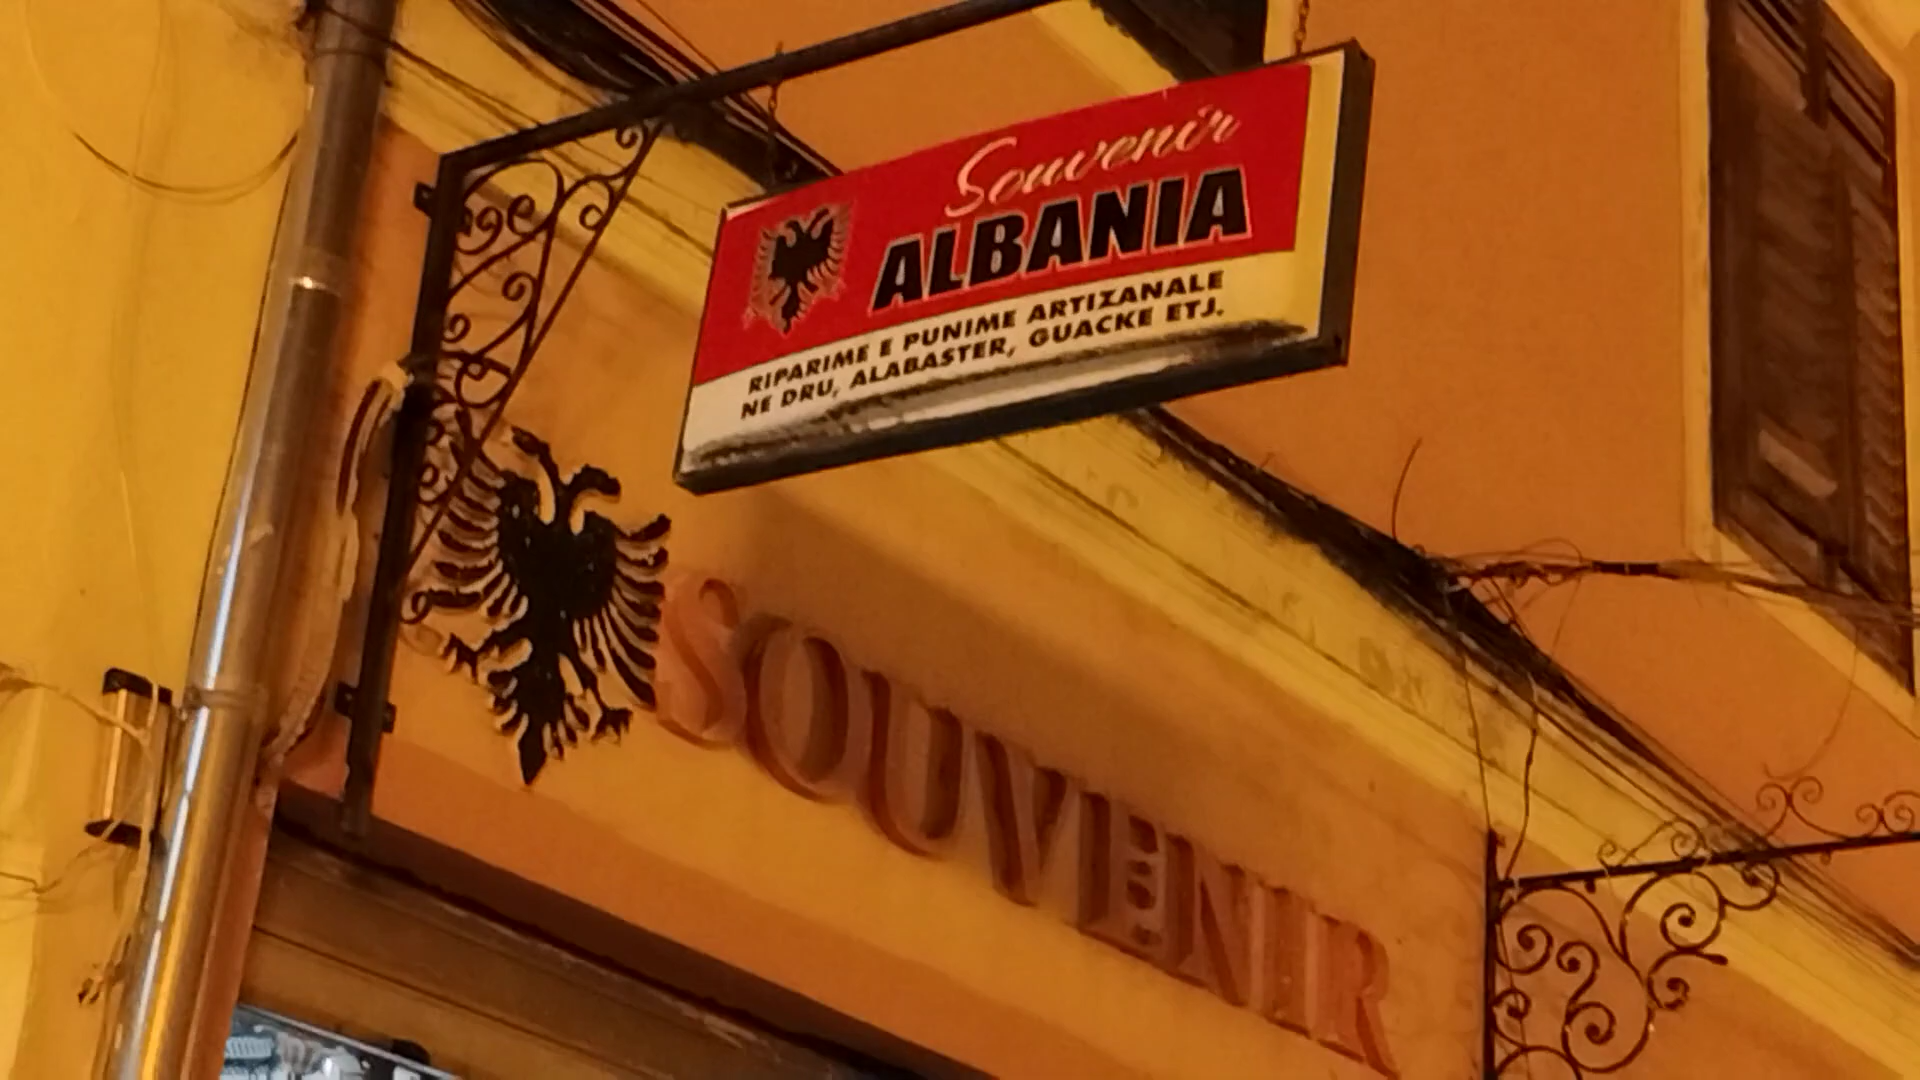 Souvenir
ALBANIA
RIPARIME E PUNIME ARTIZANALE
NE DRU, ALABASTER, GUACKE ETJ.
SOUVENIR